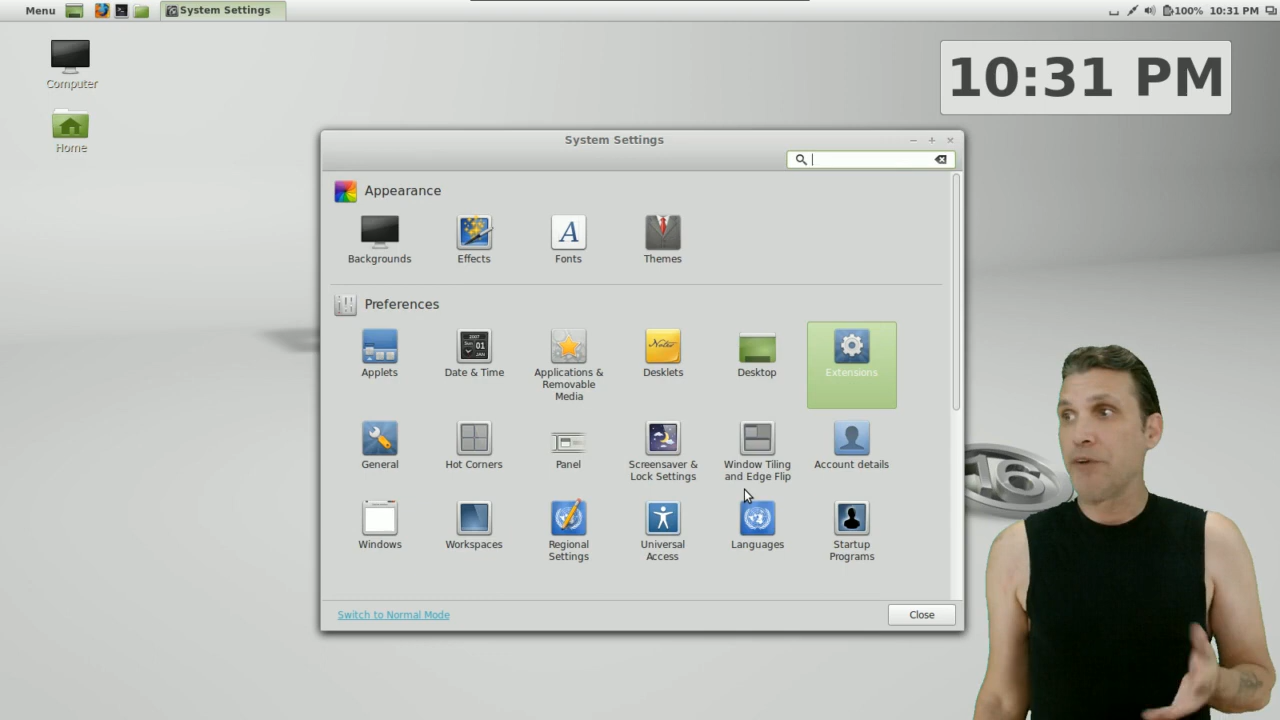 Menu
System Settings
100%
10:31 PM
Computer
Home
10:31 PM
System Settings
Appearance
Backgrounds
Effects
A
Fonts
Themes
Preferences
Applets
Date & Time
Applications &
Removable
Media
Desklets
Desktop
Extensions
General
Hot Corners
Panel
Screensaver &
Lock Settings
Window Tiling
and Edge Flip
Account details
16
Windows
Workspaces
Regional
Settings
Universal
Access
Languages
Startup
Programs
Switch to Normal Mode
Close